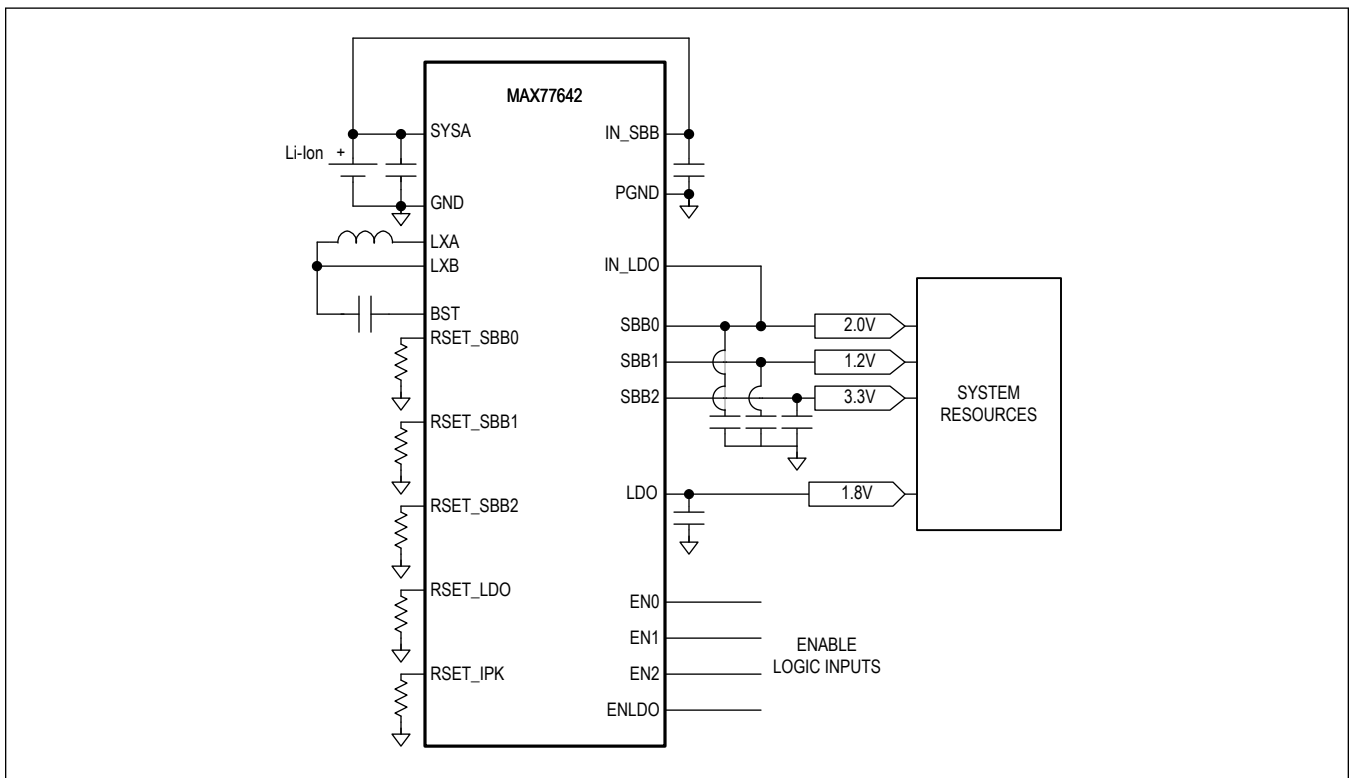 MAX77642
SYSA
IN_SBB
Li-Ion +
PGND
GND
LXA
LXB
IN_LDO
BST
SBB0
2.0V
RSET_SBB0
SBB1
1.2V
SBB2
3.3V
SYSTEM
RESOURCES
RSET_SBB1
LDO
1.8V
RSET_SBB2
RSET_LDO
EN0
EN1
ENABLE
LOGIC INPUTS
RSET_IPK
EN2
ENLDO